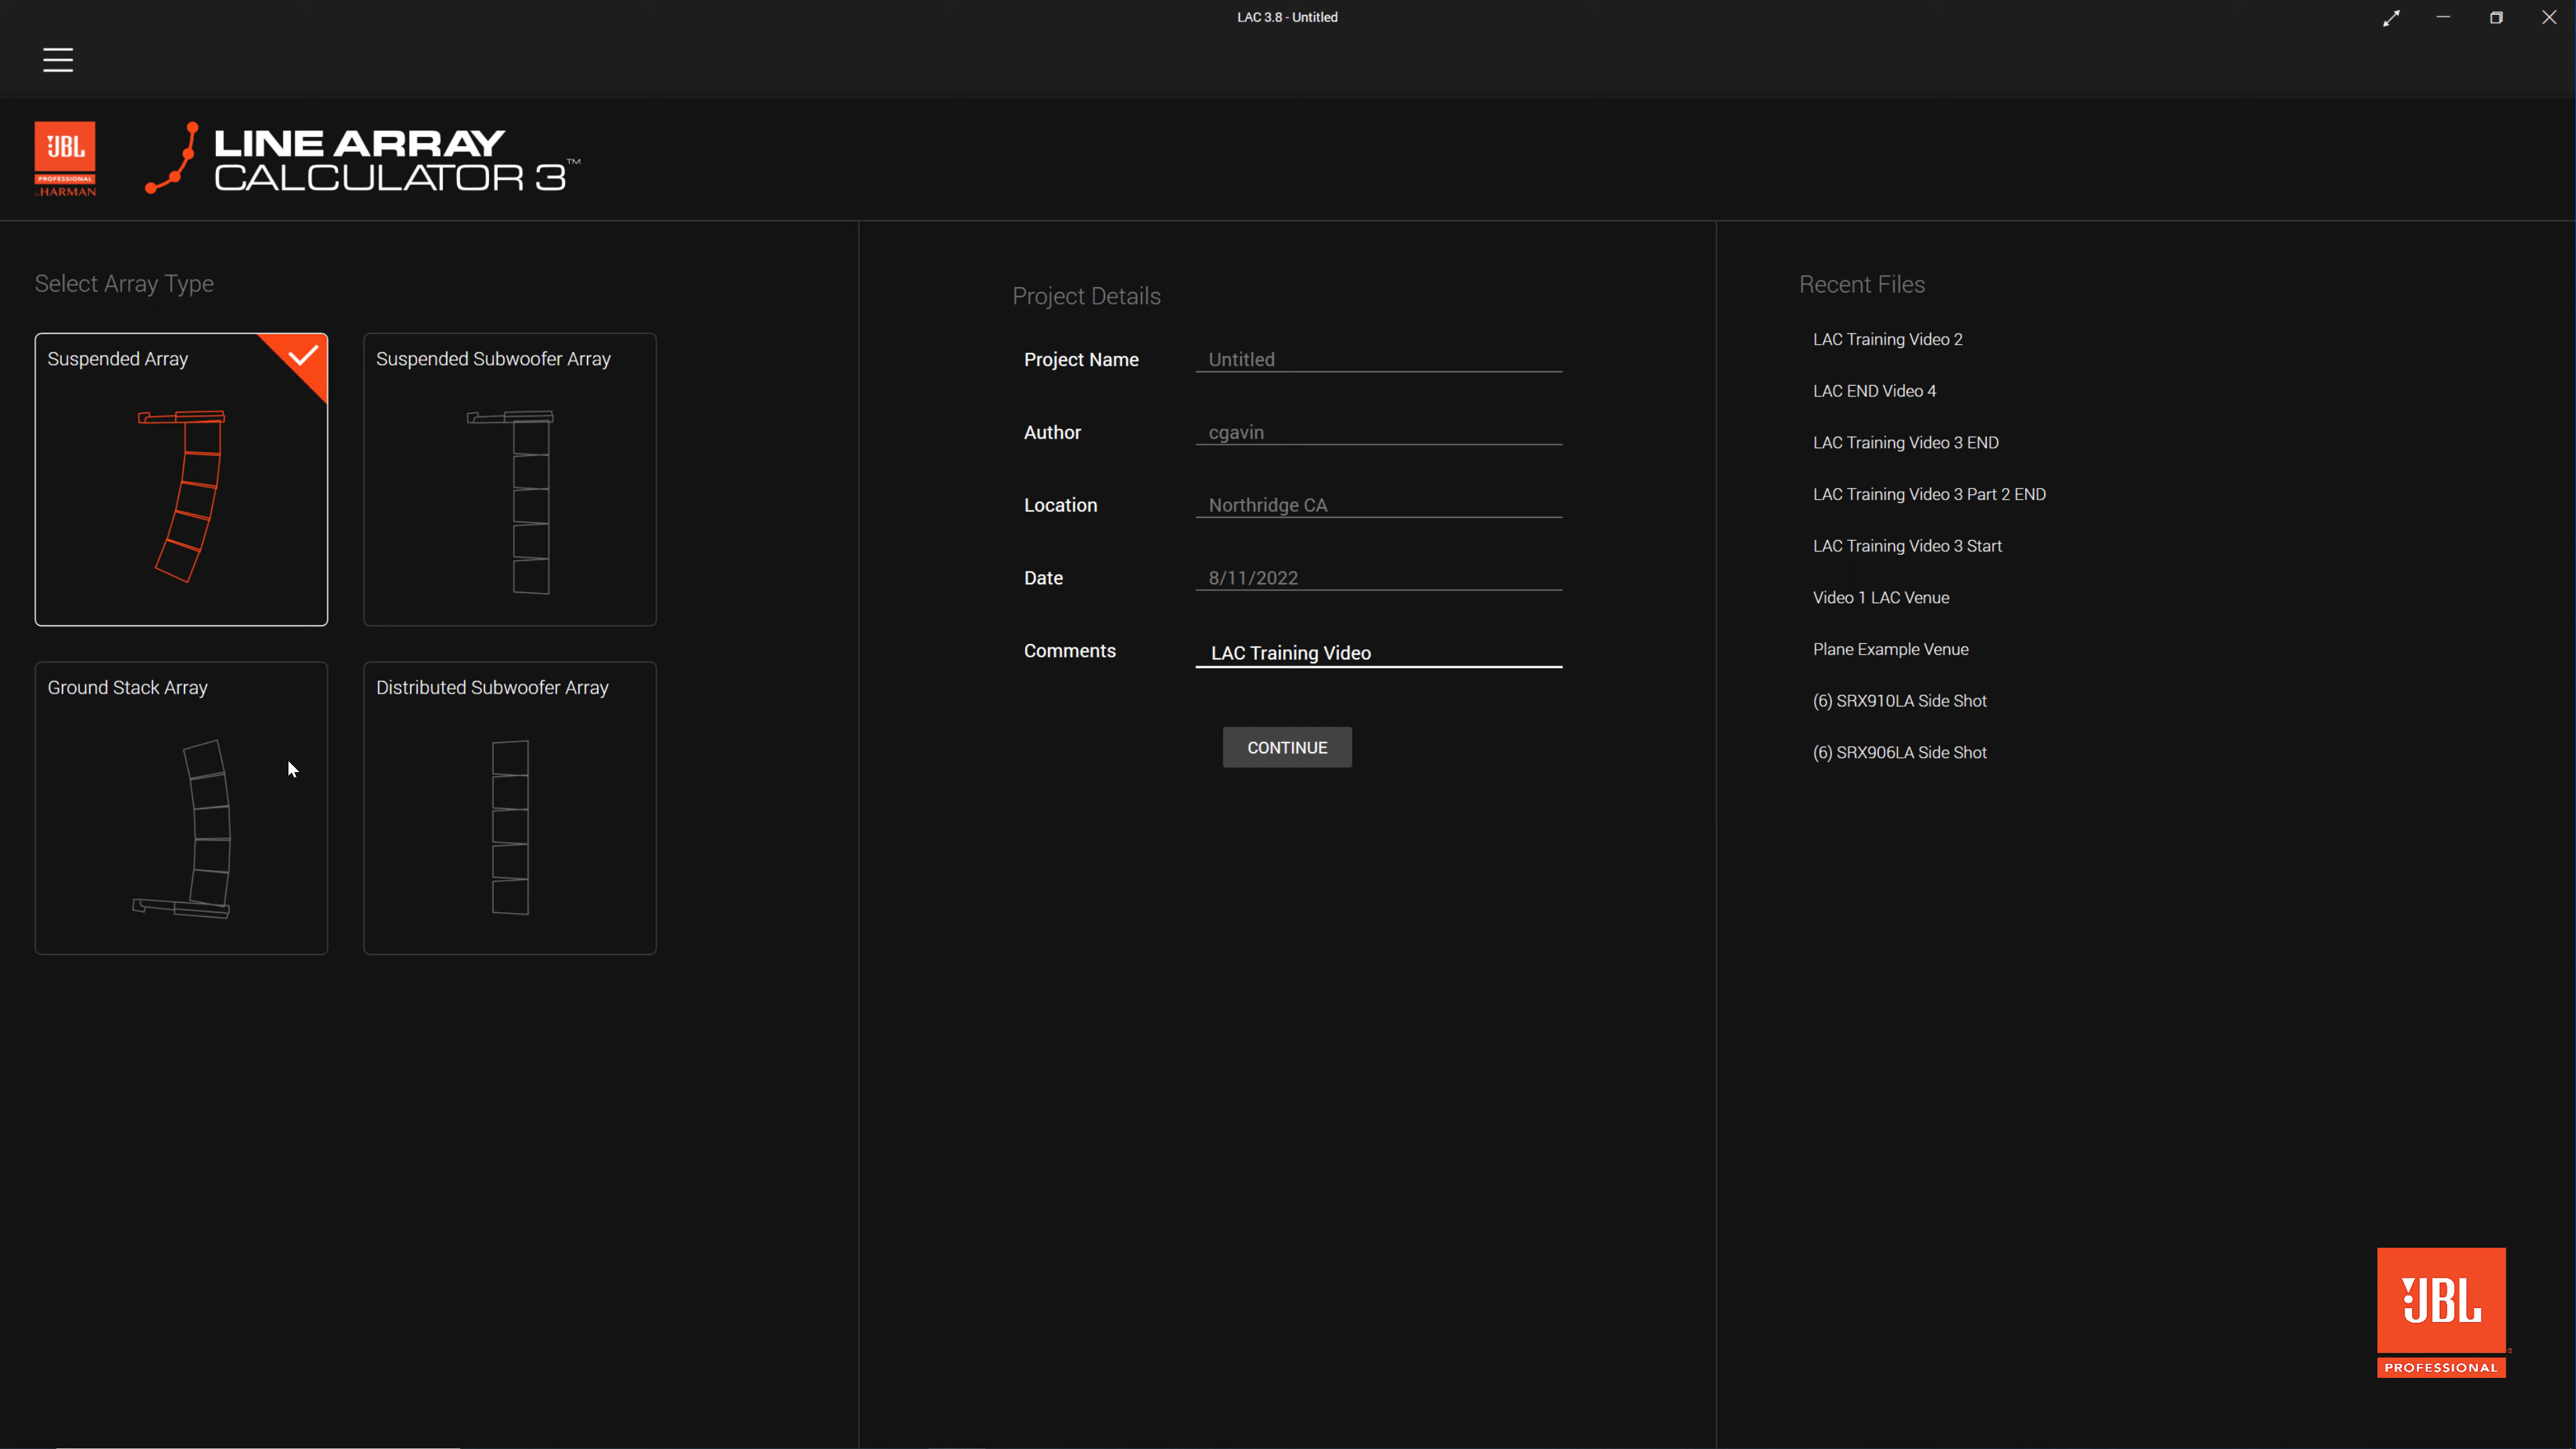 LAC 3.8 - Untitled
JBL
PROFESSIONAL
by HARMAN
LINE ARRAY
CALCULATOR 3™
Select Array Type
Suspended Array
Suspended Subwoofer Array
Ground Stack Array
Distributed Subwoofer Array
Project Details
Project Name
Untitled
Author
cgavin
Location
Northridge CA
Date
8/11/2022
Comments
LAC Training Video
CONTINUE
Recent Files
LAC Training Video 2
LAC END Video 4
LAC Training Video 3 END
LAC Training Video 3 Part 2 END
LAC Training Video 3 Start
Video 1 LAC Venue
Plane Example Venue
(6) SRX910LA Side Shot
(6) SRX906LA Side Shot
JBL
PROFESSIONAL®